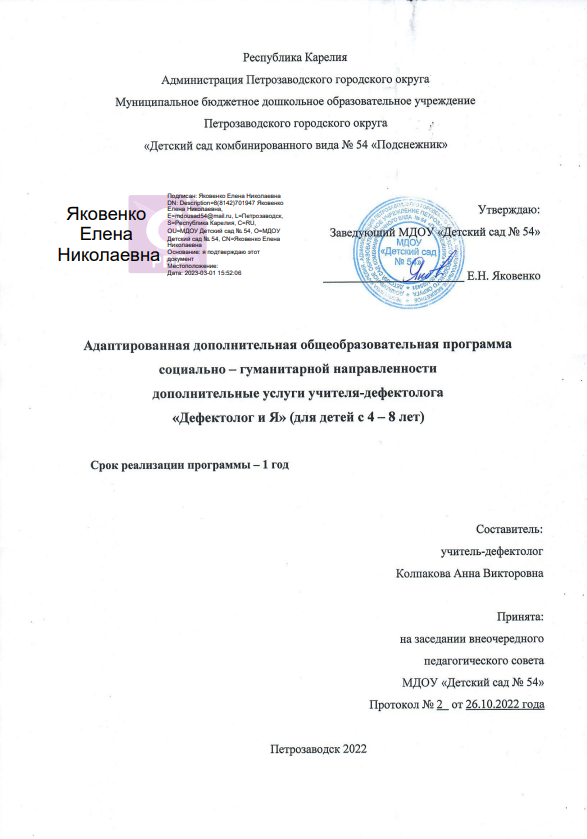 Республика Карелия
Администрация Петрозаводского городского округа
Муниципальное бюджетное дошкольное образовательное учреждение
Петрозаводского городского округа
«Детский сад комбинированного вида № 54 «Подснежник»
Яковенко
Елена
Николаевна
Подписан: Яковенко Елена Николаевна
DN: Description=8(8142)701947 Яковенко
Елена Николаевна,
E=mdousad54@mail.ru, L=Петрозаводск,
S=Республика Карелия, C=RU,
OU=МДОУ Детский сад № 54, O=МДОУ
Детский сад № 54, CN=Яковенко Елена
Николаевна
Основание: я подтверждаю этот
документ
Местоположение:
Дата: 2023-03-01 15:52:06
Утверждаю:
Заведующий МДОУ «Детский сад № 54»
МДОУ
«Детский сад
№ 54»
Е.Н. Яковенко
Адаптированная дополнительная общеобразовательная программа
социально – гуманитарной направленности
дополнительные услуги учителя-дефектолога
«Дефектолог и Я» (для детей с 4 – 8 лет)
Срок реализации программы – 1 год
Составитель:
учитель-дефектолог
Колпакова Анна Викторовна
Принята:
на заседании внеочередного
педагогического совета
МДОУ «Детский сад № 54»
Протокол № 2 от 26.10.2022 года
Петрозаводск 2022